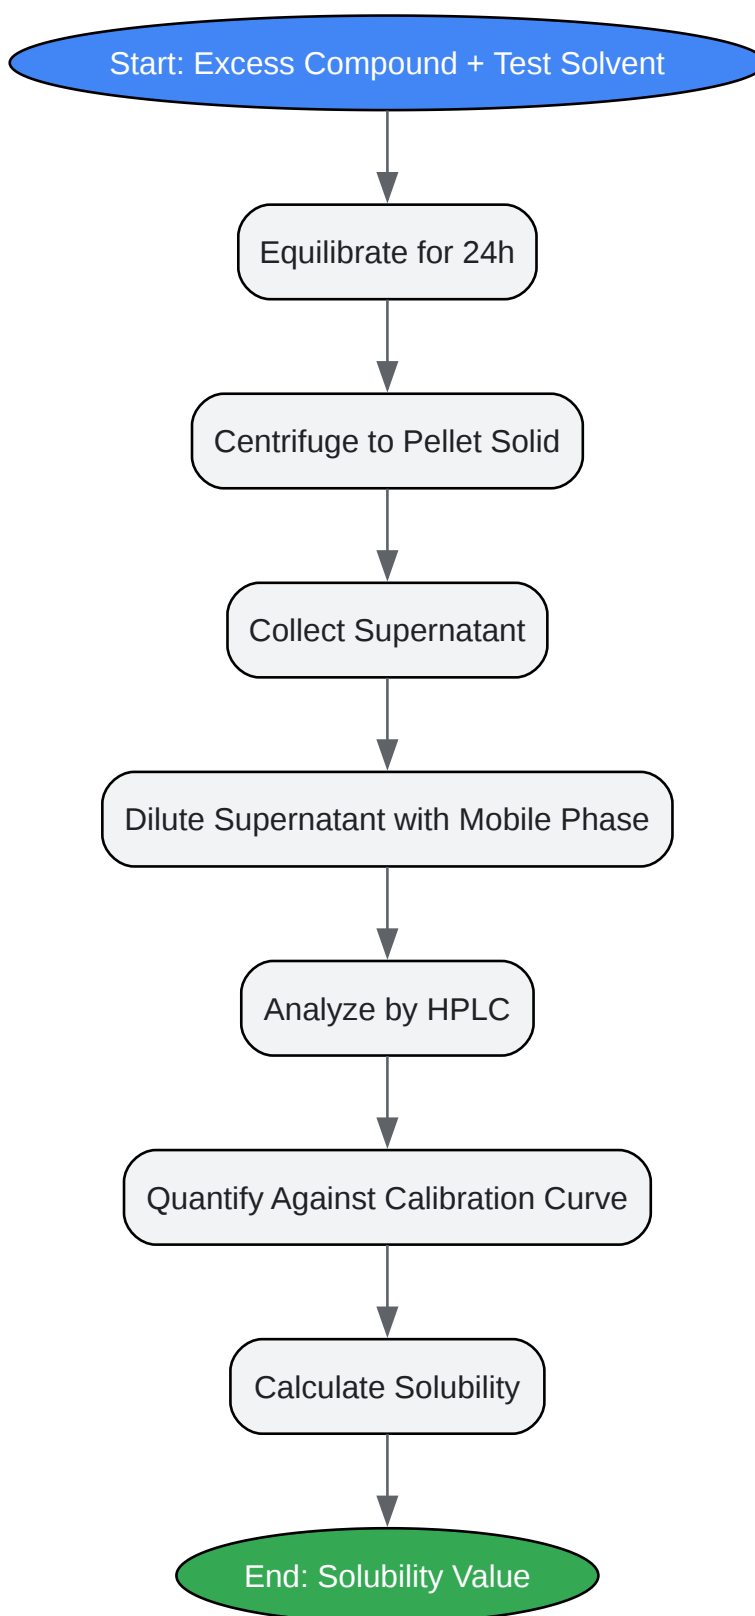 Start: Excess Compound + Test Solvent
Equilibrate for 24h
Centrifuge to Pellet Solid
Collect Supernatant
Dilute Supernatant with Mobile Phase
Analyze by HPLC
Quantify Against Calibration Curve
Calculate Solubility
End: Solubility Value